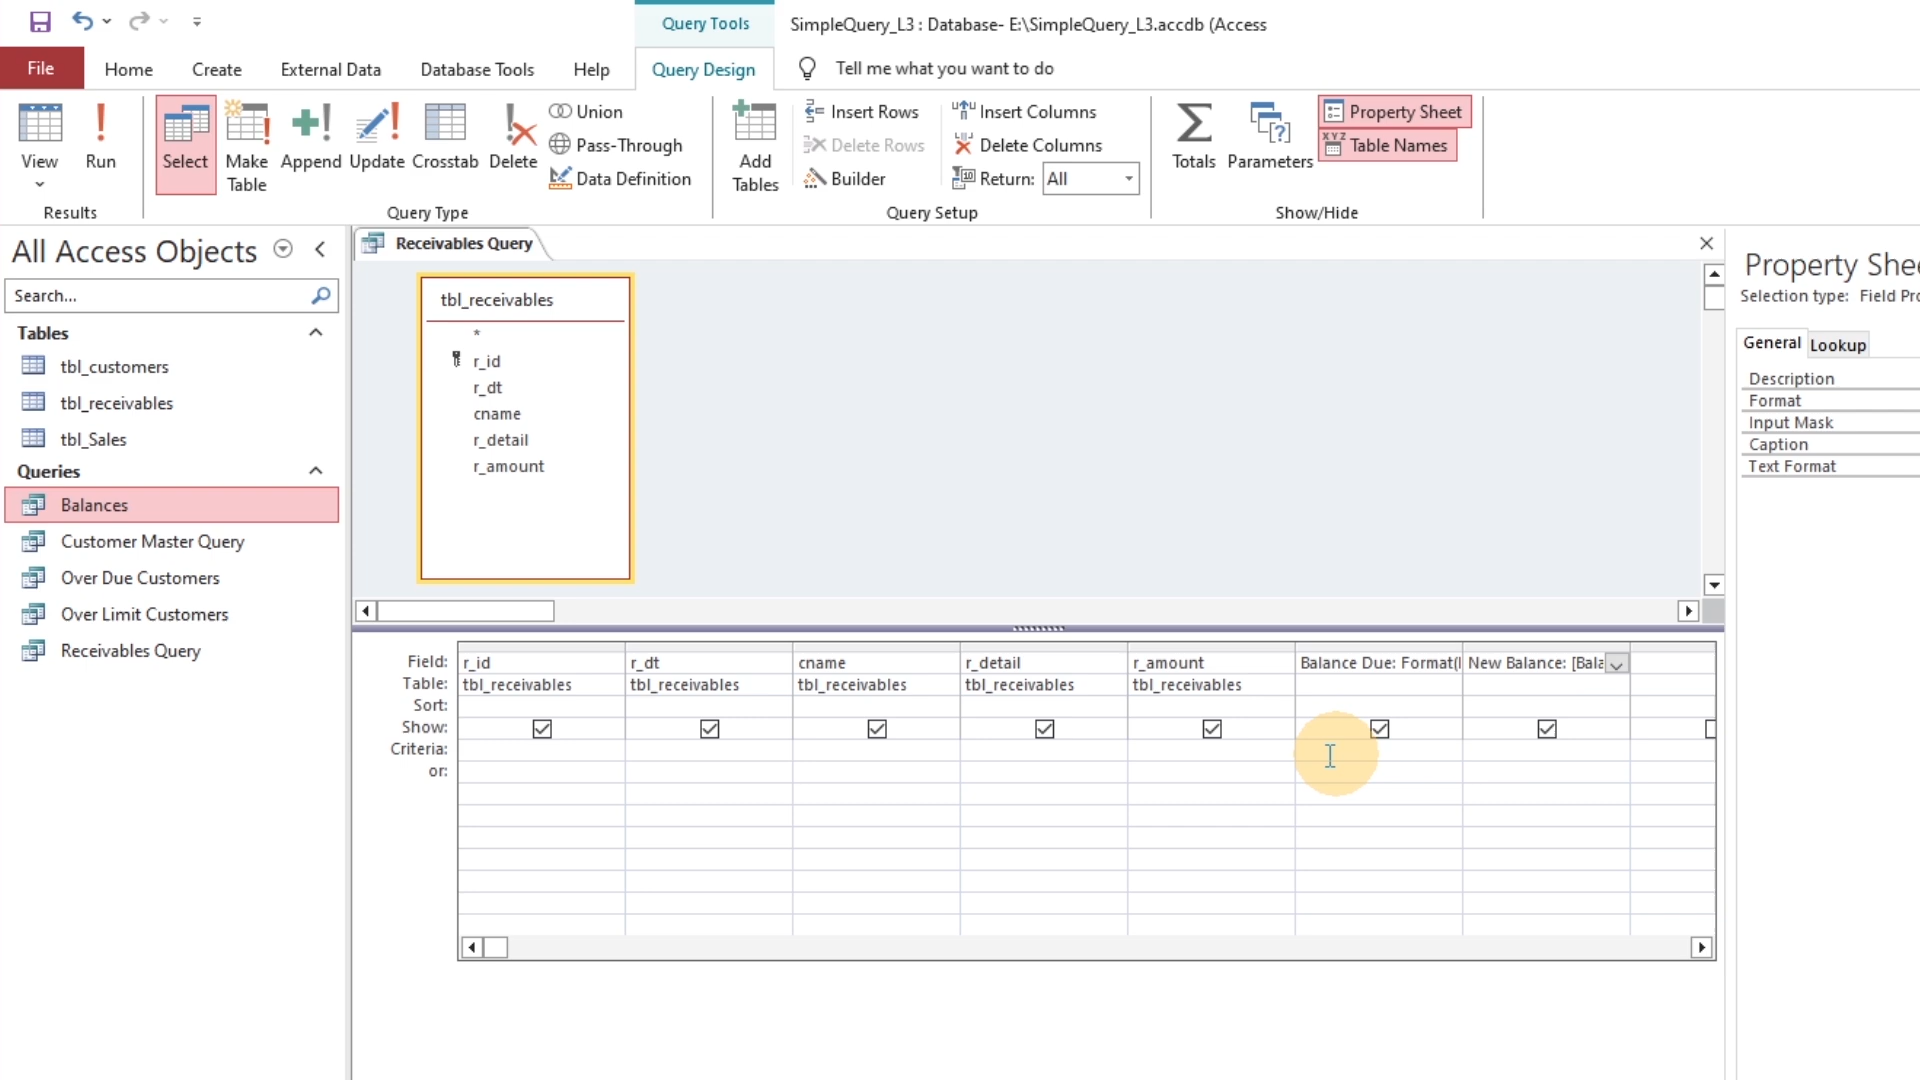 Query Tools
SimpleQuery_L3 : Database- E:\SimpleQuery_L3.accdb (Access
File
Home
Create
External Data
Database Tools
Help
Query Design
Tell me what you want to do
View
Run
Results
Select
Make
Table
Append
Update
Crosstab
Delete
Union
Pass-Through
Data Definition
Query Type
Add
Tables
Insert Rows
Delete Rows
Builder
Insert Columns
Delete Columns
Return: All
Query Setup
Totals
Parameters
Property Sheet
Table Names
Show/Hide
All Access Objects
Search...
Tables
tbl_customers
tbl_receivables
tbl_Sales
Queries
Balances
Customer Master Query
Over Due Customers
Over Limit Customers
Receivables Query
Receivables Query
tbl_receivables
*
r_id
r_dt
cname
r_detail
r_amount
Field: r_id r_dt cname r_detail r_amount Balance Due: Format( New Balance: [Bala
Table: tbl_receivables tbl_receivables tbl_receivables tbl_receivables tbl_receivables
Sort:
Show:
Criteria:
or:
Property Shee
Selection type: Field Pro
General
Lookup
Description
Format
Input Mask
Caption
Text Format